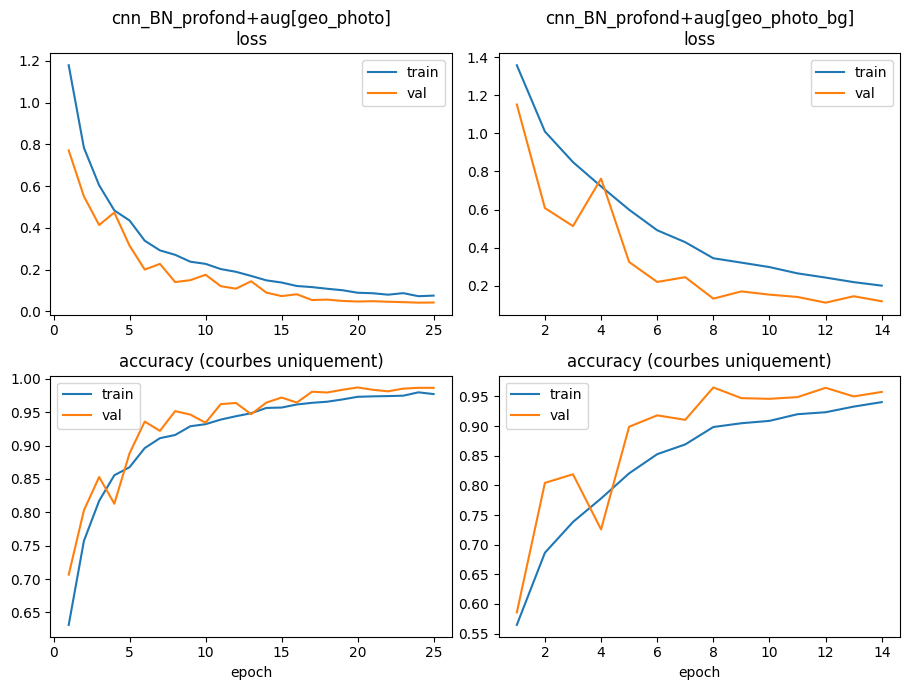 cnn_BN_profond+aug[geo_photo]
loss
train
val
1.2
1.0
0.8
0.6
0.4
0.2
0.0
0 5 10 15 20 25
cnn_BN_profond+aug[geo_photo_bg]
loss
train
val
1.4
1.2
1.0
0.8
0.6
0.4
0.2
2 4 6 8 10 12 14
accuracy (courbes uniquement)
train
val
1.00
0.95
0.90
0.85
0.80
0.75
0.70
0.65
0 5 10 15 20 25
epoch
accuracy (courbes uniquement)
train
val
0.95
0.90
0.85
0.80
0.75
0.70
0.65
0.60
0.55
2 4 6 8 10 12 14
epoch